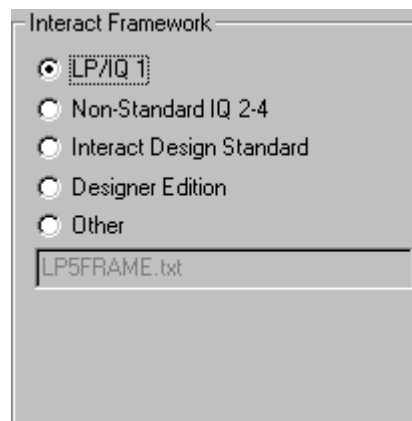 Interact Framework
LP/IQ 1
Non-Standard IQ 2-4
Interact Design Standard
Designer Edition
Other
LP5FRAME.txt